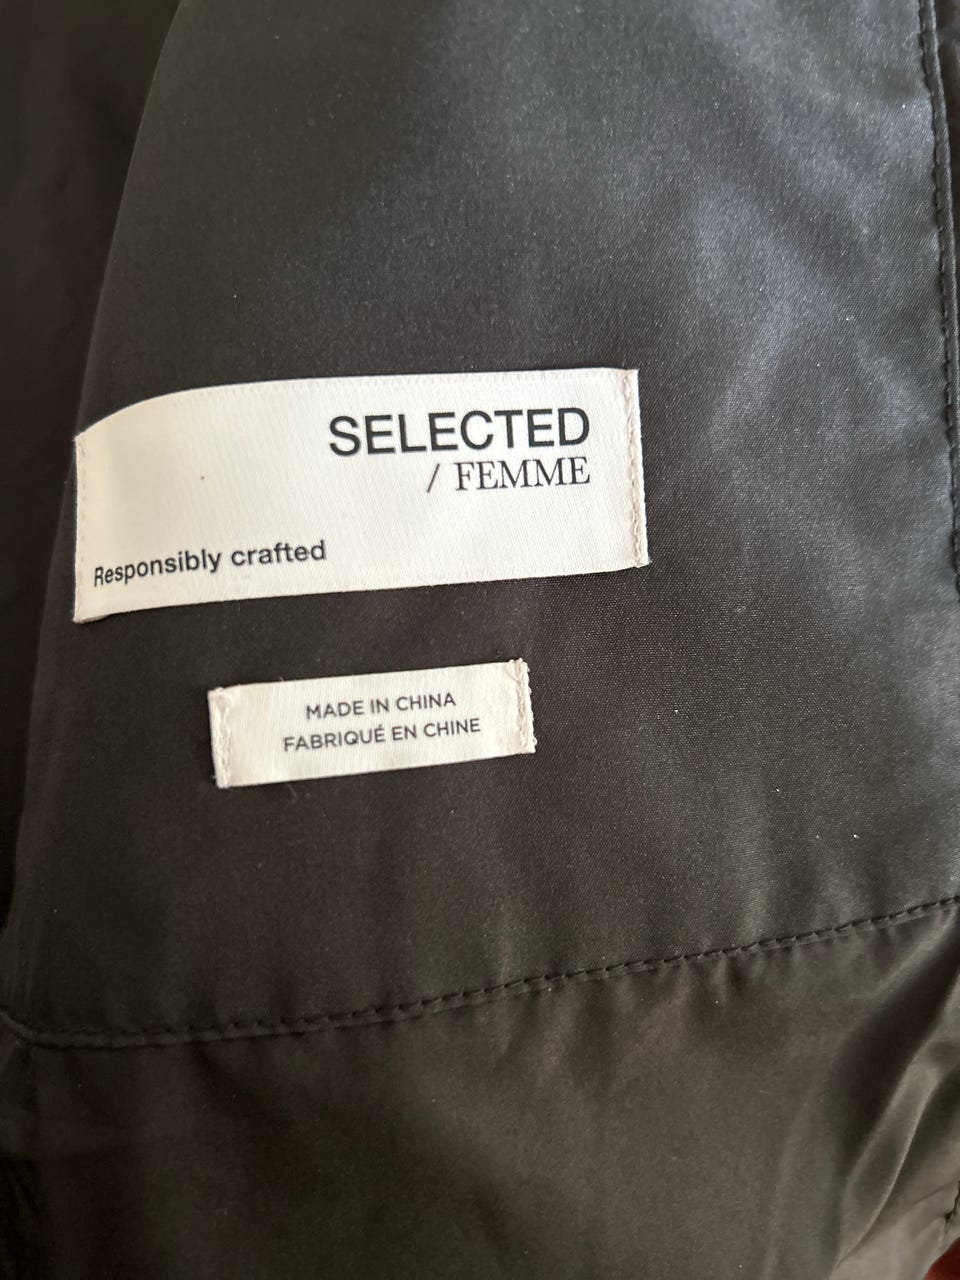 SELECTED
/ FEMME
Responsibly crafted
MADE IN CHINA
FABRIQUÉ EN CHINE